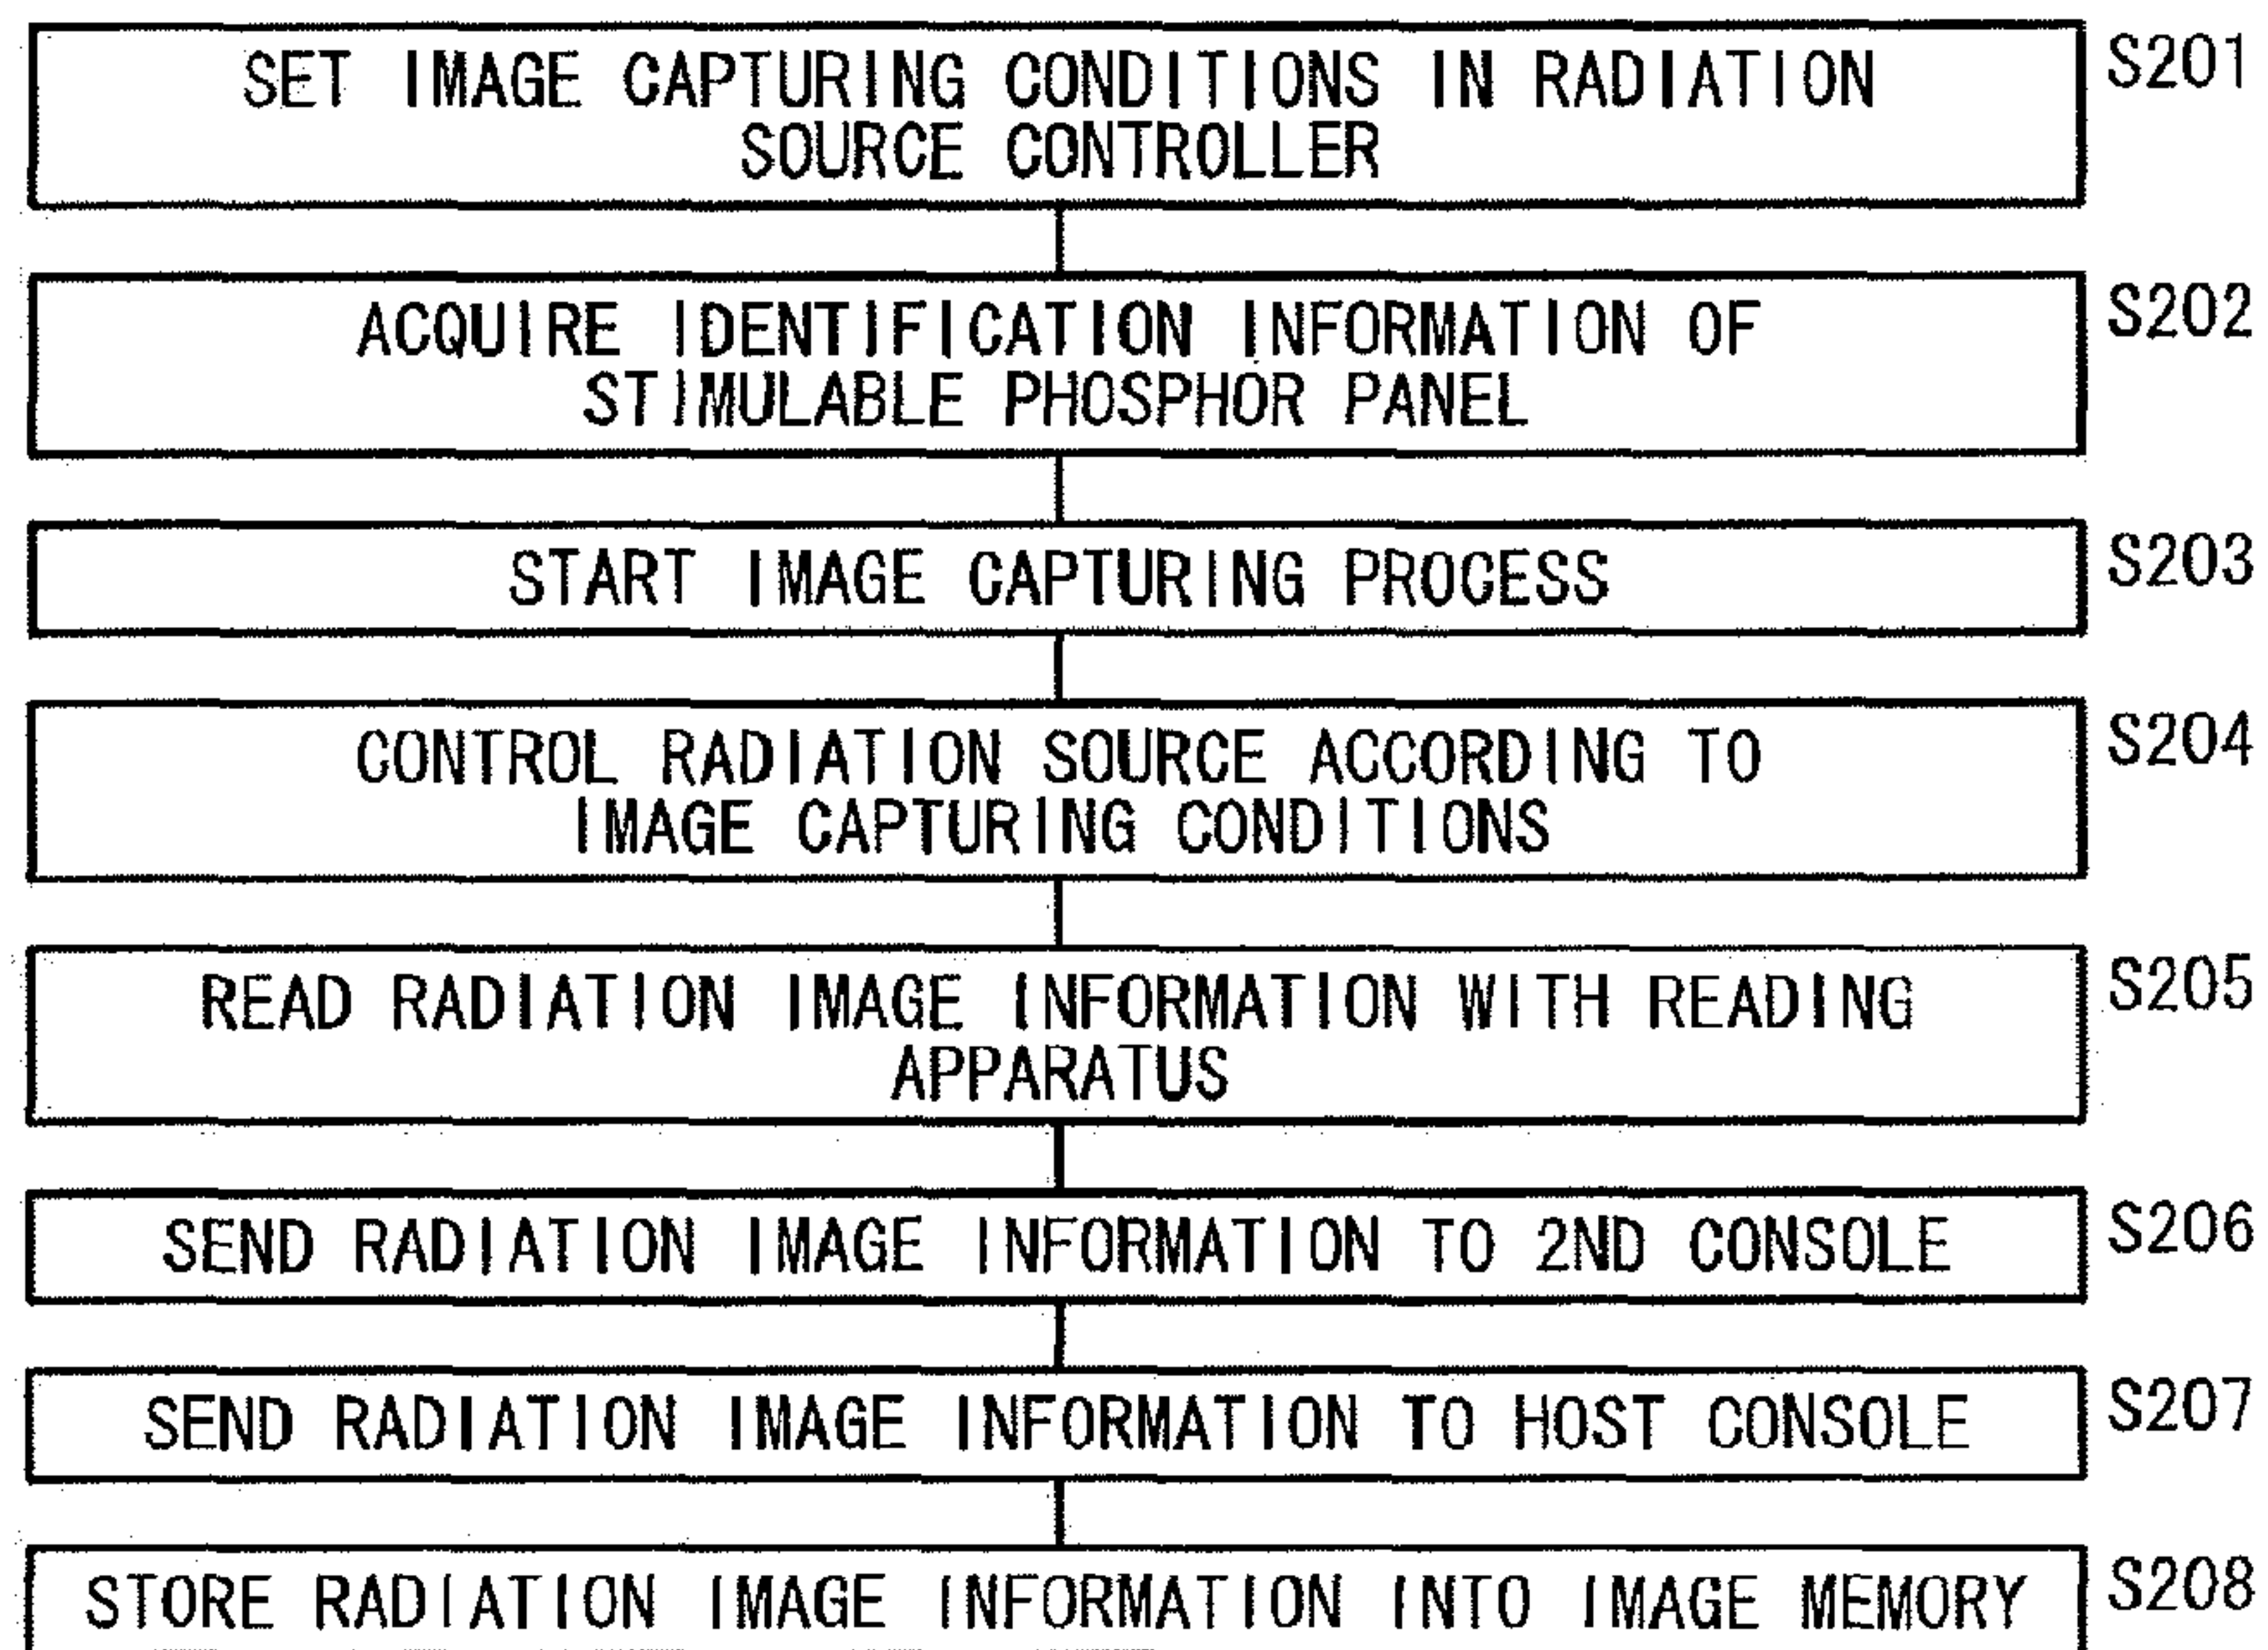 SET IMAGE CAPTURING CONDITIONS IN RADIATION S201
SOURCE CONTROLLER
ACQUIRE IDENTIFICATION INFORMATION OF S202
STIMULABLE PHOSPHOR PANEL
START IMAGE CAPTURING PROCESS S203
CONTROL RADIATION SOURCE ACCORDING TO S204
IMAGE CAPTURING CONDITIONS
READ RADIATION IMAGE INFORMATION WITH READING S205
APPARATUS
SEND RADIATION IMAGE INFORMATION TO 2ND CONSOLE S206
SEND RADIATION IMAGE INFORMATION TO HOST CONSOLE S207
STORE RADIATION IMAGE INFORMATION INTO IMAGE MEMORY S208